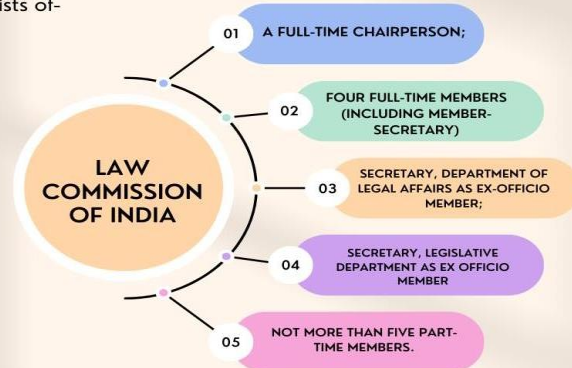 ists of-
01
A FULL-TIME CHAIRPERSON;
02
FOUR FULL-TIME MEMBERS
(INCLUDING MEMBER-
SECRETARY)
LAW
COMMISSION
OF INDIA
03
SECRETARY, DEPARTMENT OF
LEGAL AFFAIRS AS EX-OFFICIO
MEMBER;
04
SECRETARY, LEGISLATIVE
DEPARTMENT AS EX OFFICIO
MEMBER
05
NOT MORE THAN FIVE PART-
TIME MEMBERS.